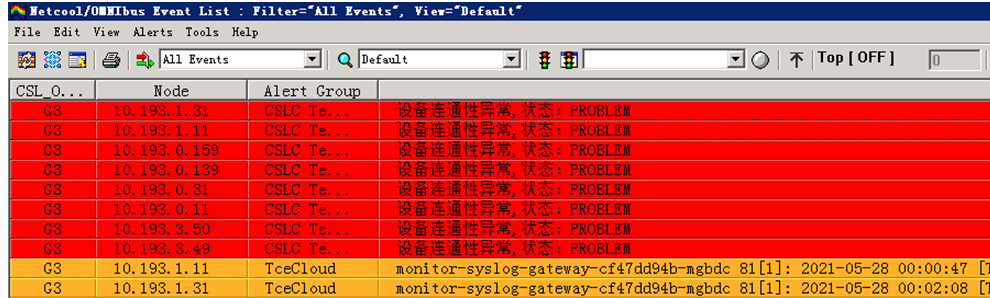 Netcool/OMNIbus Event List : Filter="All Events", View="Default"
File Edit View Alerts Tools Help
All Events Default Top [OFF] 0
CSL_O... Node Alert Group
G3 10.193.1.31 CSLC Te... 设备连通性异常,状态: PROBLEM
G3 10.193.1.11 CSLC Te... 设备连通性异常,状态: PROBLEM
G3 10.193.0.159 CSLC Te... 设备连通性异常,状态: PROBLEM
G3 10.193.0.139 CSLC Te... 设备连通性异常,状态: PROBLEM
G3 10.193.0.31 CSLC Te... 设备连通性异常,状态: PROBLEM
G3 10.193.0.11 CSLC Te... 设备连通性异常,状态: PROBLEM
G3 10.193.3.50 CSLC Te... 设备连通性异常,状态: PROBLEM
G3 10.193.3.49 CSLC Te... 设备连通性异常,状态: PROBLEM
G3 10.193.1.11 TceCloud monitor-syslog-gateway-cf47dd94b-mgbdc 81[1]: 2021-05-28 00:00:47 [T
G3 10.193.1.31 TceCloud monitor-syslog-gateway-cf47dd94b-mgbdc 81[1]: 2021-05-28 00:02:08 [T